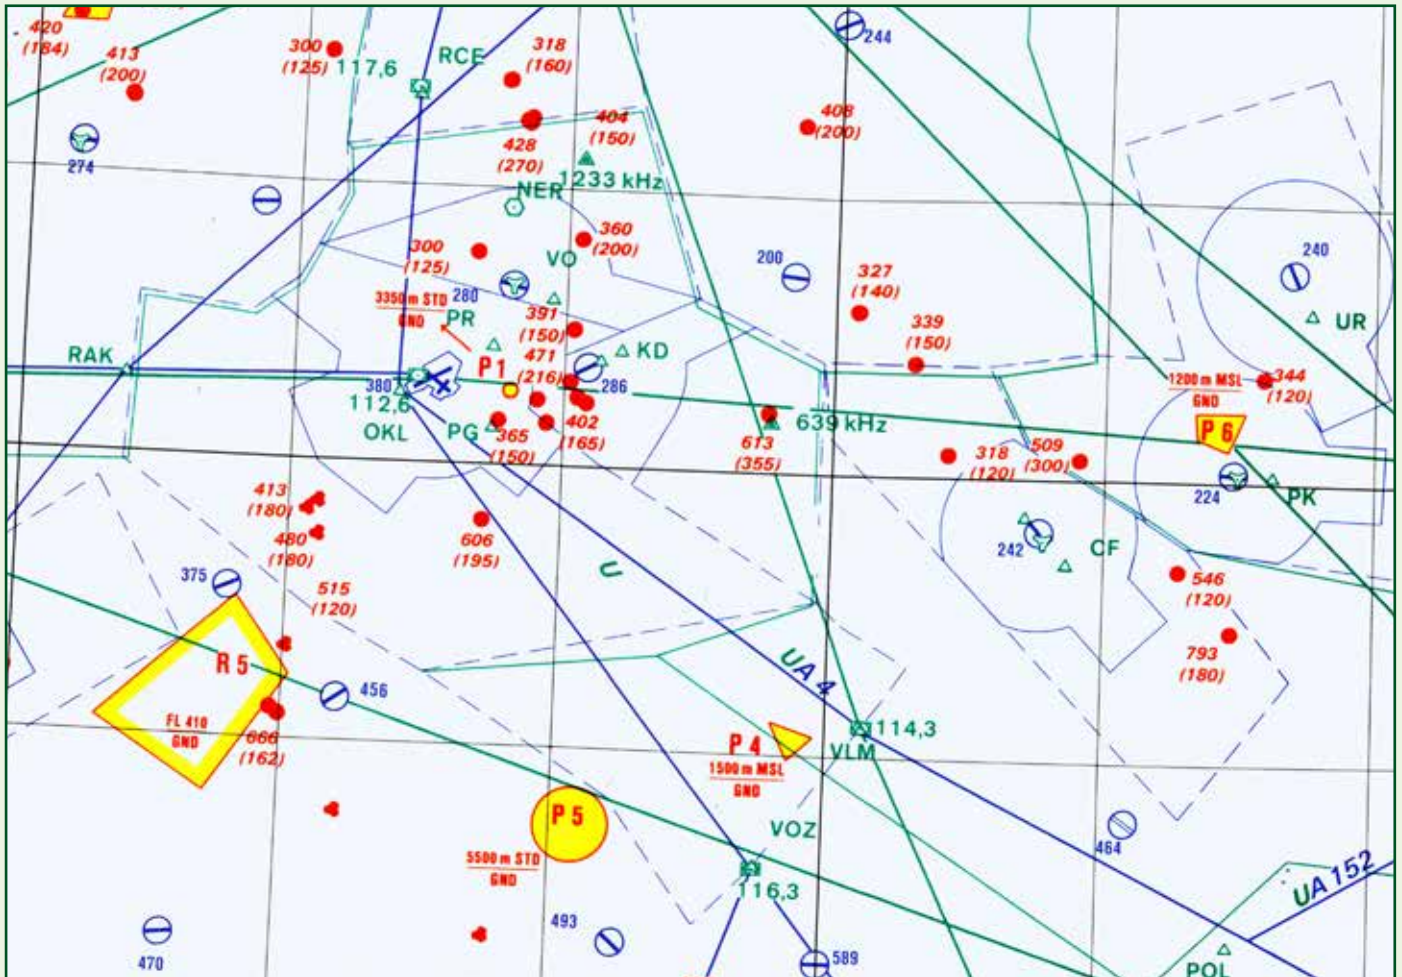 420
(184)
413
(200)
300
(125)
117,6
RCE
318
(160)
244
404
(150)
408
(200)
428
(270)
274
1233 kHz
NER
360
(200)
300
(125)
VO
200
240
327
(140)
280
3350 m STD
GND
PR
391
(150)
339
(150)
UR
RAK
P 1
471
(216)
KD
286
380
112,6
OKL
PG
365
(150)
402
(165)
613
(355)
639 kHz
1200 m MSL
GND
344
(120)
P 6
318
(120)
509
(300)
224
PK
413
(180)
480
(180)
606
(195)
242
CF
375
515
(120)
U
546
(120)
R 5
456
UA 4
793
(180)
FL 410
GND
666
(162)
P 4
1500 m MSL
GND
114,3
VLM
P 5
VOZ
464
5500 m STD
GND
116,3
UA 152
493
470
589
POL